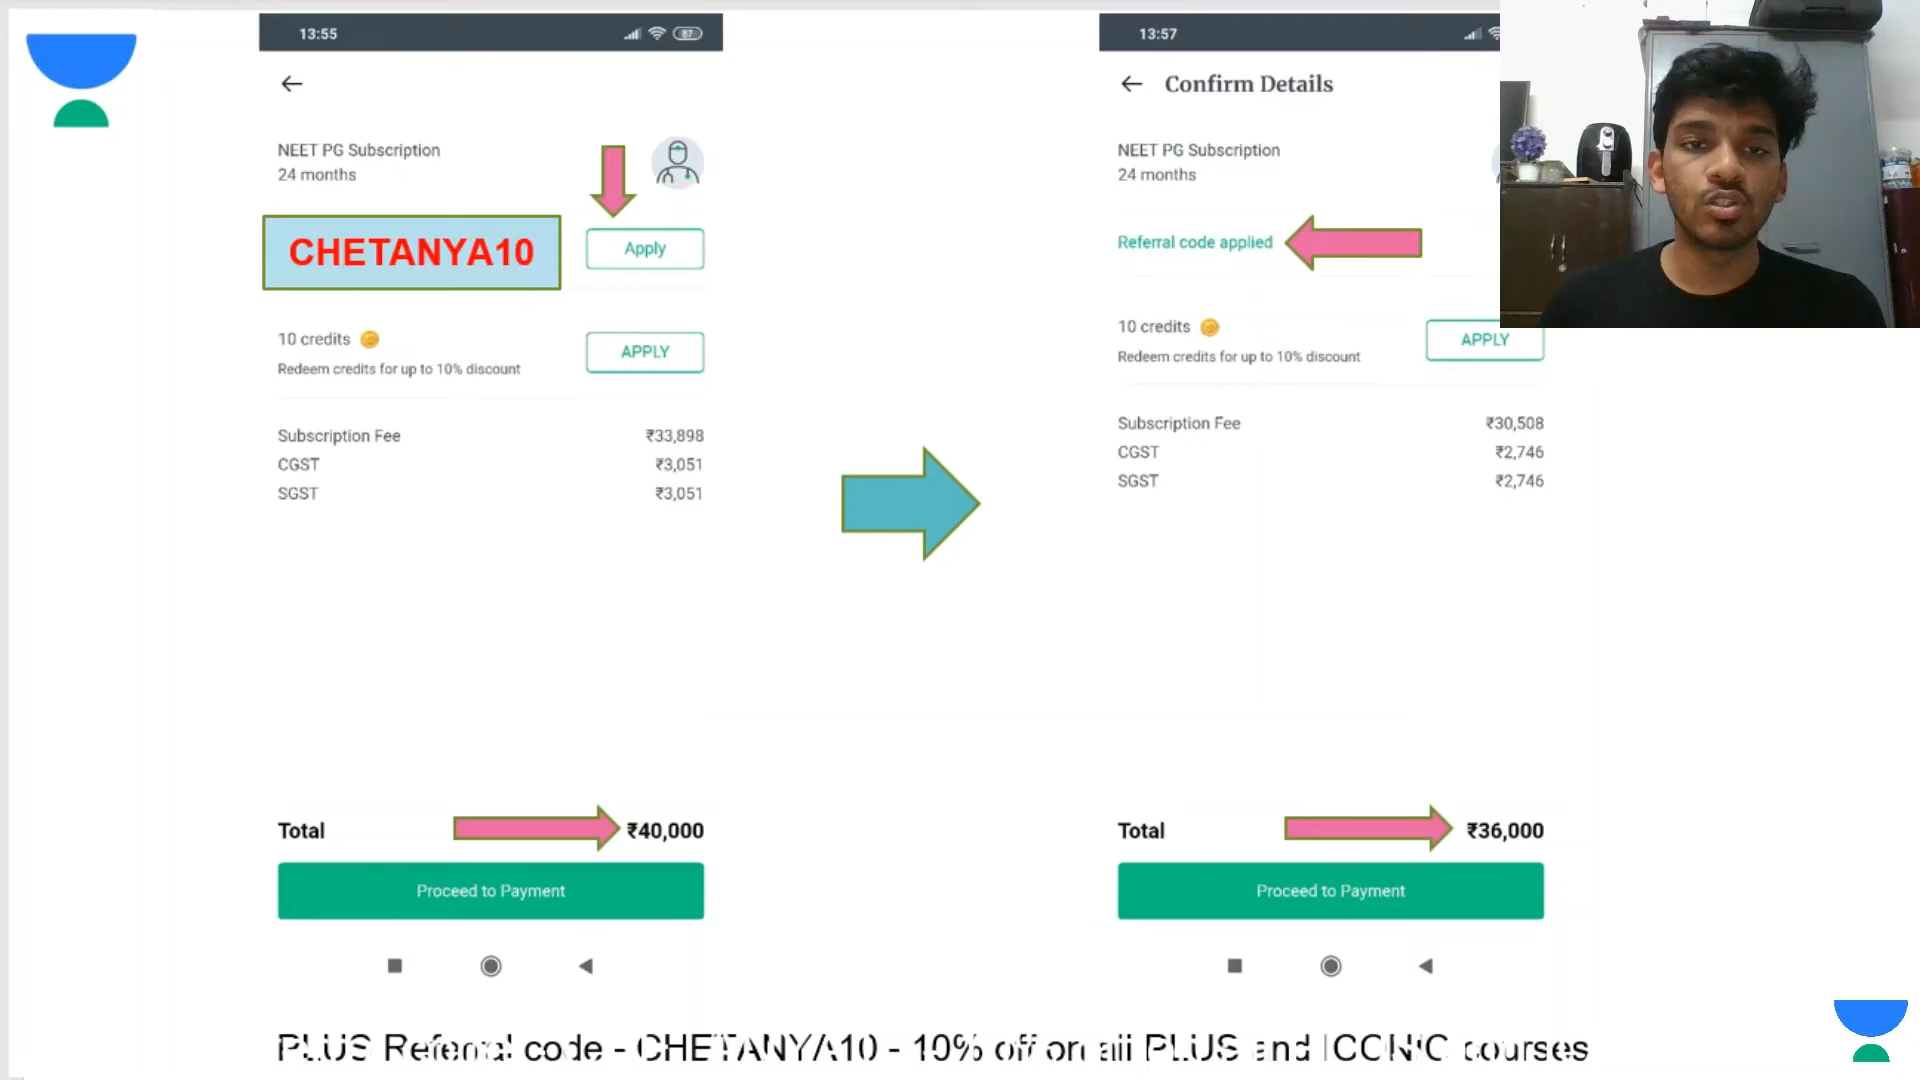 13:55
87
NEET PG Subscription
24 months
CHETANYA10
Apply
10 credits
Redeem credits for up to 10% discount
APPLY
Subscription Fee ₹33,898
CGST ₹3,051
SGST ₹3,051
Total ₹40,000
Proceed to Payment
13:57
Confirm Details
NEET PG Subscription
24 months
Referral code applied
10 credits
Redeem credits for up to 10% discount
APPLY
Subscription Fee ₹30,508
CGST ₹2,746
SGST ₹2,746
Total ₹36,000
Proceed to Payment
PLUS Referral code - CHETANYA10 - 10% off on all PLUS and ICONIC courses